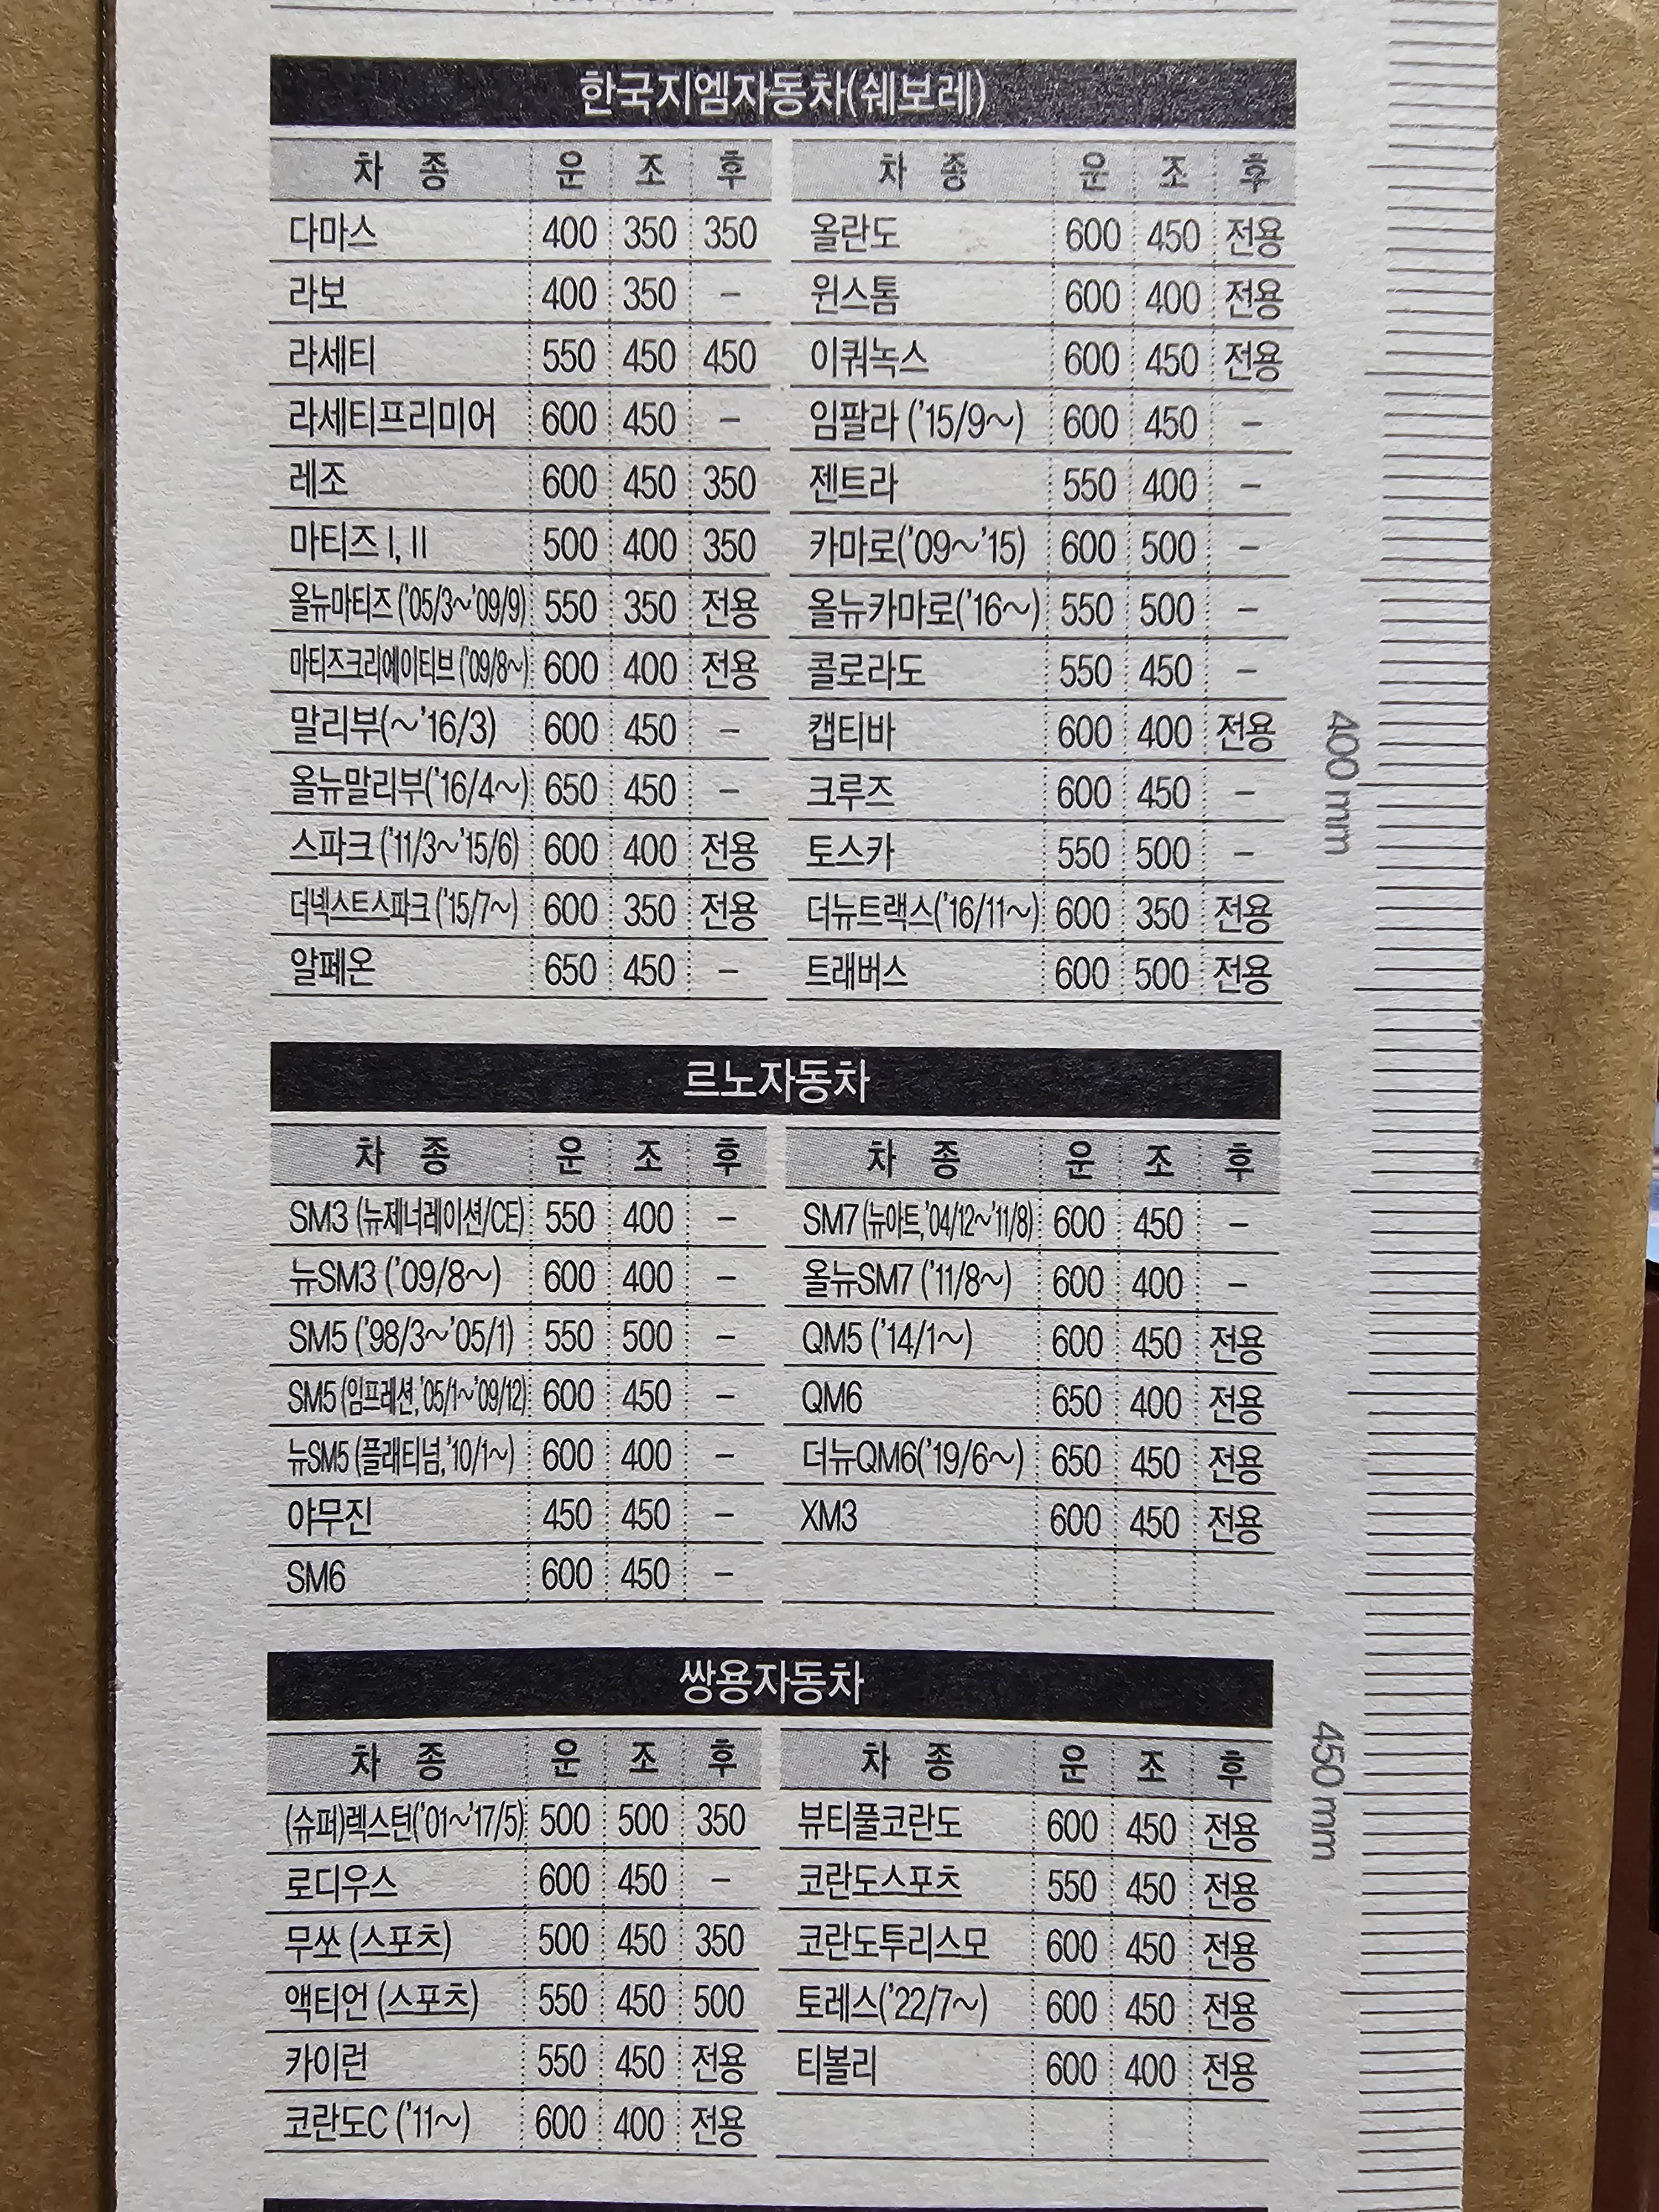 한국지엠자동차(쉐보레)
차 종 운 조 후 차 종 운 조 후
다마스 400 350 350 올란도 600 450 전용
라보 400 350 – 윈스톰 600 400 전용
라세티 550 450 450 이쿼녹스 600 450 전용
라세티프리미어 600 450 – 임팔라 ('15/9~) 600 450 –
레조 600 450 350 젠트라 550 400 –
마티즈 I, II 500 400 350 카마로('09~'15) 600 500 –
올뉴마티즈 ('05/3~'09/9) 550 350 전용 올뉴카마로('16~) 550 500 –
마티즈크리에이티브 ('09/8~) 600 400 전용 콜로라도 550 450 –
말리부(~'16/3) 600 450 – 캡티바 600 400 전용
올뉴말리부('16/4~) 650 450 – 크루즈 600 450 –
스파크 ('11/3~'15/6) 600 400 전용 토스카 550 500 –
더넥스트스파크 ('15/7~) 600 350 전용 더뉴트랙스('16/11~) 600 350 전용
알페온 650 450 – 트래버스 600 500 전용
400 mm
르노자동차
차 종 운 조 후 차 종 운 조 후
SM3 (뉴제너레이션/CE) 550 400 – SM7 (뉴아트,'04/12~'11/8) 600 450 –
뉴SM3 ('09/8~) 600 400 – 올뉴SM7 ('11/8~) 600 400 –
SM5 ('98/3~'05/1) 550 500 – QM5 ('14/1~) 600 450 전용
SM5 (임프레션,'05/1~'09/12) 600 450 – QM6 650 400 전용
뉴SM5 (플래티넘,'10/1~) 600 400 – 더뉴QM6('19/6~) 650 450 전용
야무진 450 450 – XM3 600 450 전용
SM6 600 450 –
쌍용자동차
차 종 운 조 후 차 종 운 조 후
(슈퍼)렉스턴('01~'17/5) 500 500 350 뷰티풀코란도 600 450 전용
로디우스 600 450 – 코란도스포츠 550 450 전용
무쏘 (스포츠) 500 450 350 코란도투리스모 600 450 전용
액티언 (스포츠) 550 450 500 토레스('22/7~) 600 450 전용
카이런 550 450 전용 티볼리 600 400 전용
코란도C ('11~) 600 400 전용
450 mm